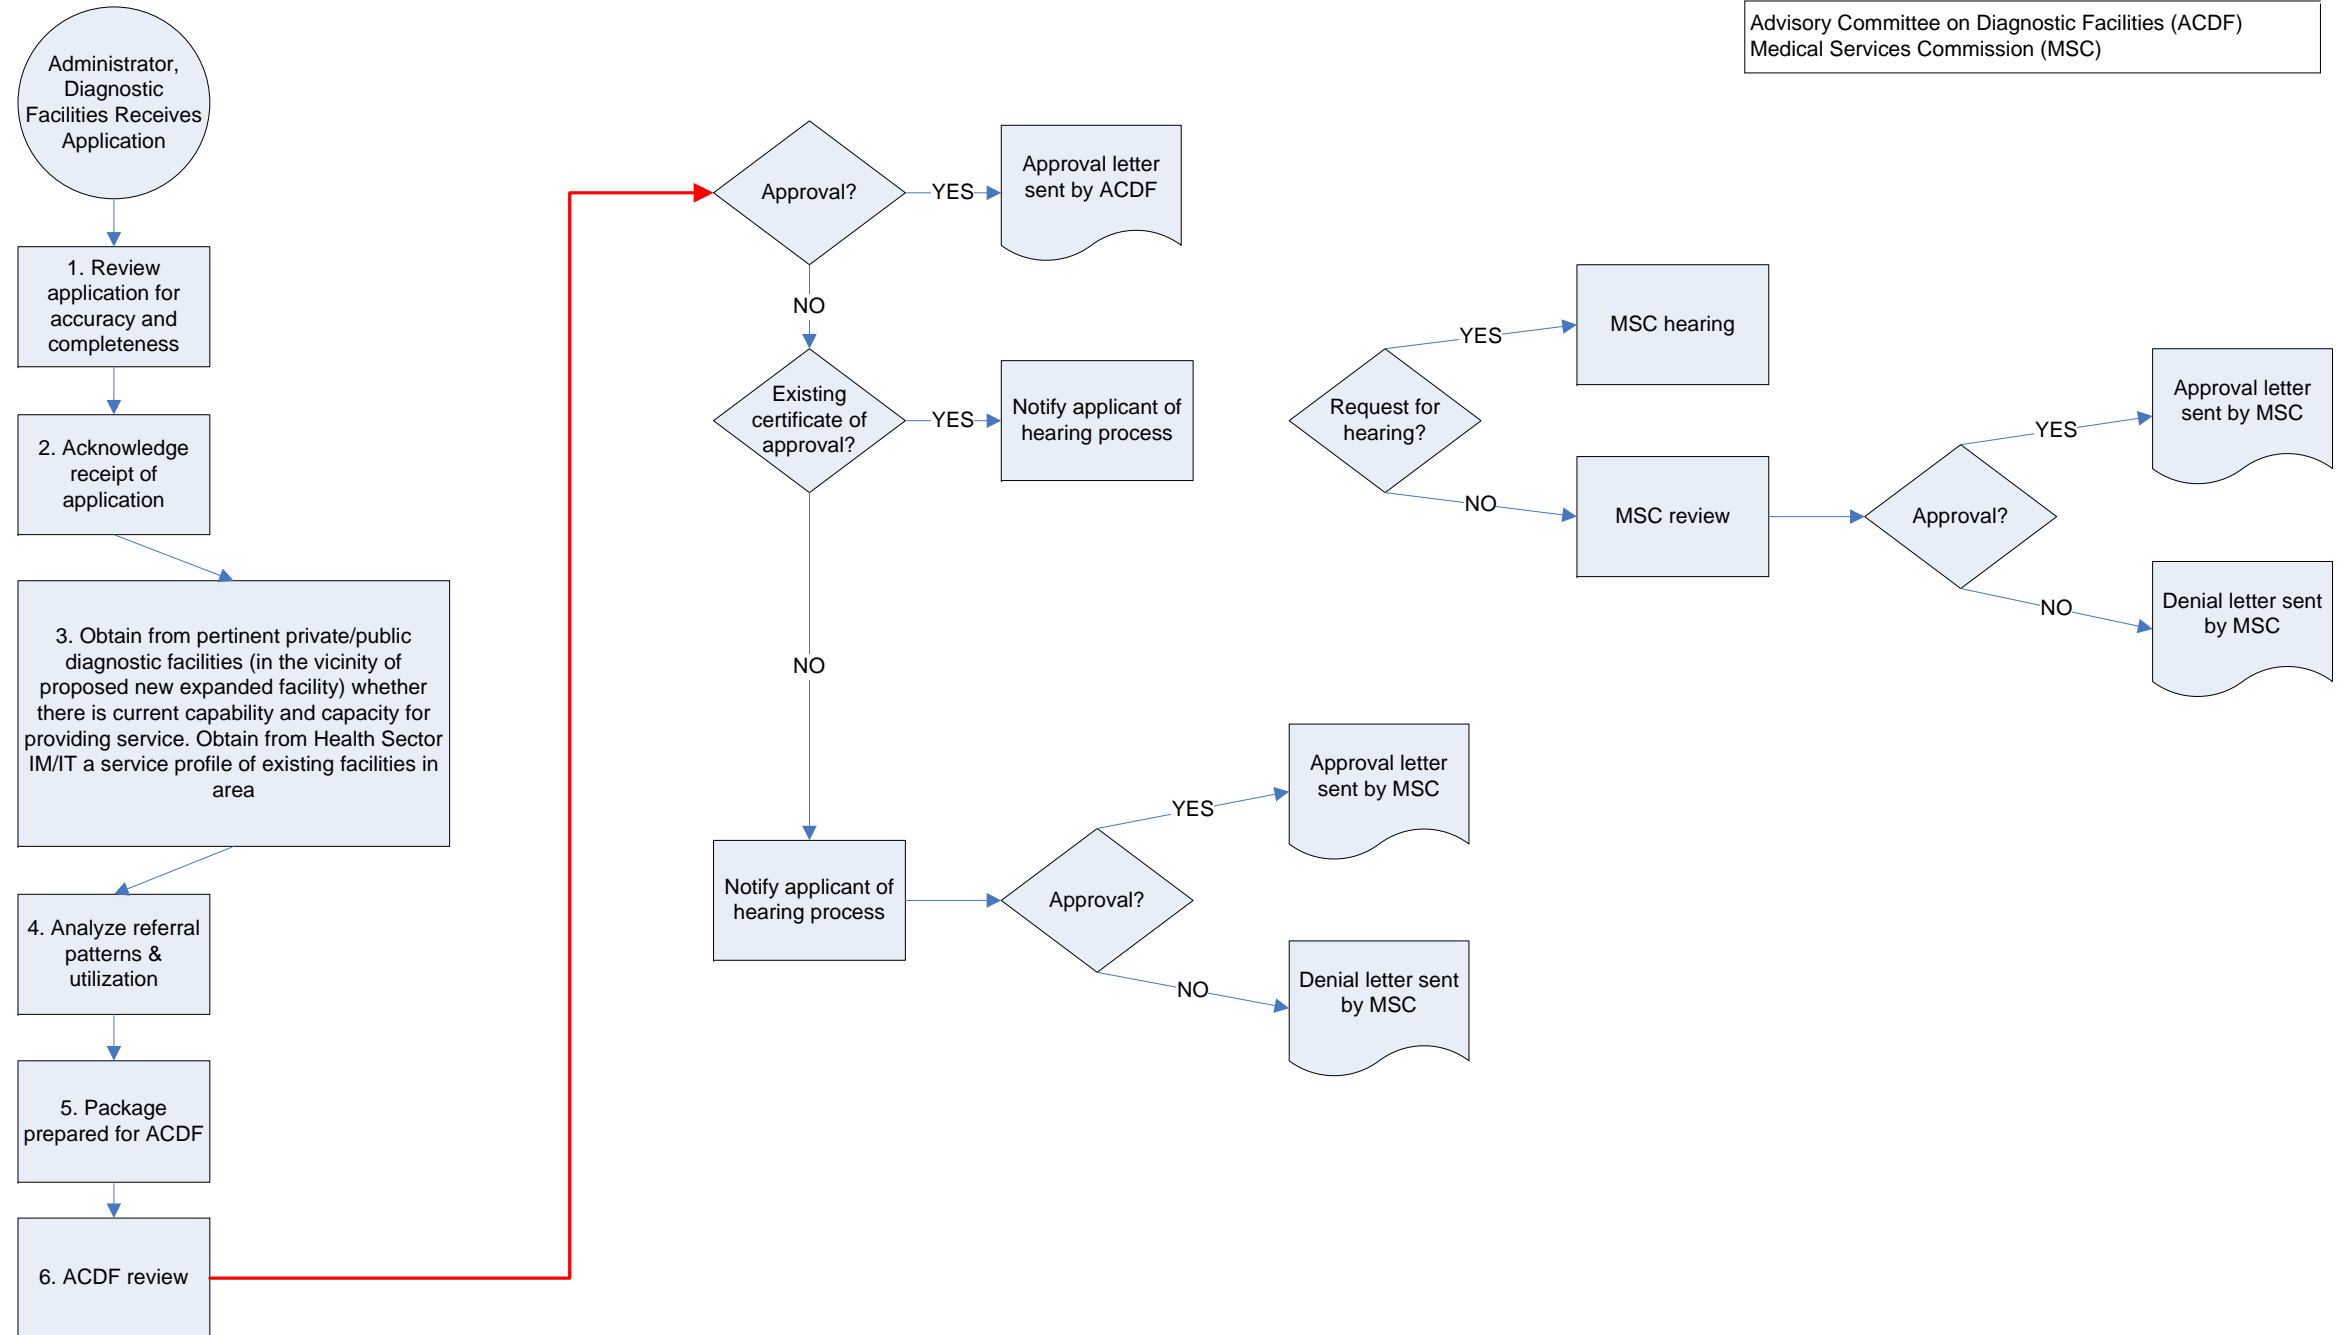 Advisory Committee on Diagnostic Facilities (ACDF)
Medical Services Commission (MSC)
Administrator,
Diagnostic
Facilities Receives
Application
1. Review
application for
accuracy and
completeness
2. Acknowledge
receipt of
application
3. Obtain from pertinent private/public
diagnostic facilities (in the vicinity of
proposed new expanded facility) whether
there is current capability and capacity for
providing service. Obtain from Health Sector
IM/IT a service profile of existing facilities in
area
4. Analyze referral
patterns &
utilization
5. Package
prepared for ACDF
6. ACDF review
Approval?
YES
Approval letter
sent by ACDF
NO
Existing
certificate of
approval?
YES
Notify applicant of
hearing process
NO
Notify applicant of
hearing process
Approval?
YES
Approval letter
sent by MSC
NO
Denial letter sent
by MSC
Request for
hearing?
YES
MSC hearing
NO
MSC review
Approval?
YES
Approval letter
sent by MSC
NO
Denial letter sent
by MSC